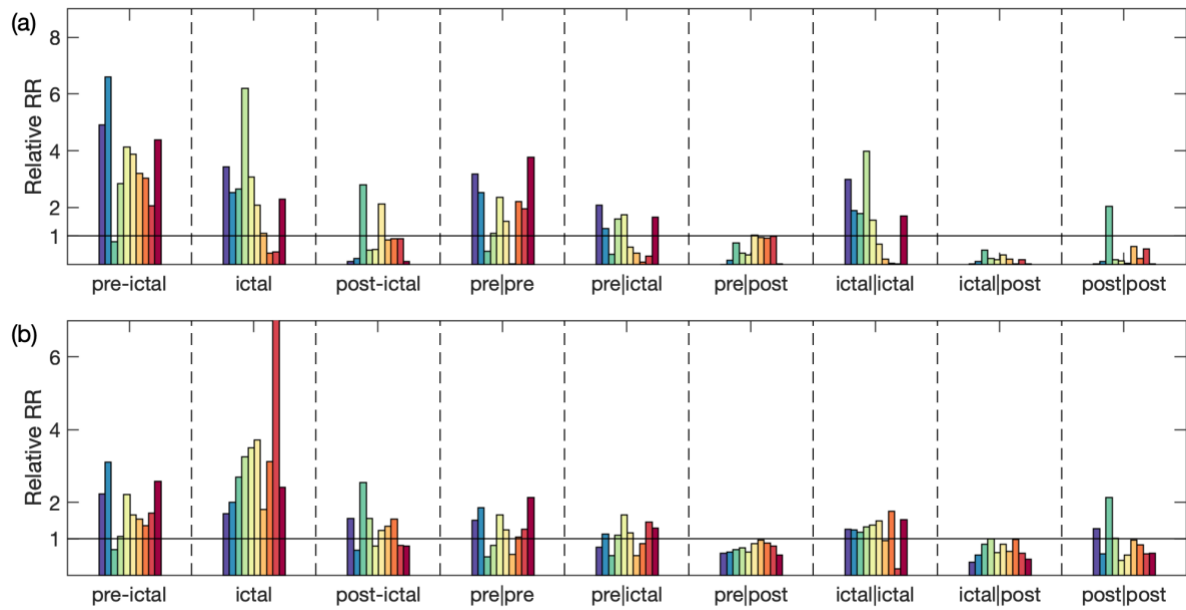 (a)
8
6
4
2
1
Relative RR
pre-ictal ictal post-ictal pre|pre pre|ictal pre|post ictal|ictal ictal|post post|post
(b)
6
4
2
1
Relative RR
pre-ictal ictal post-ictal pre|pre pre|ictal pre|post ictal|ictal ictal|post post|post